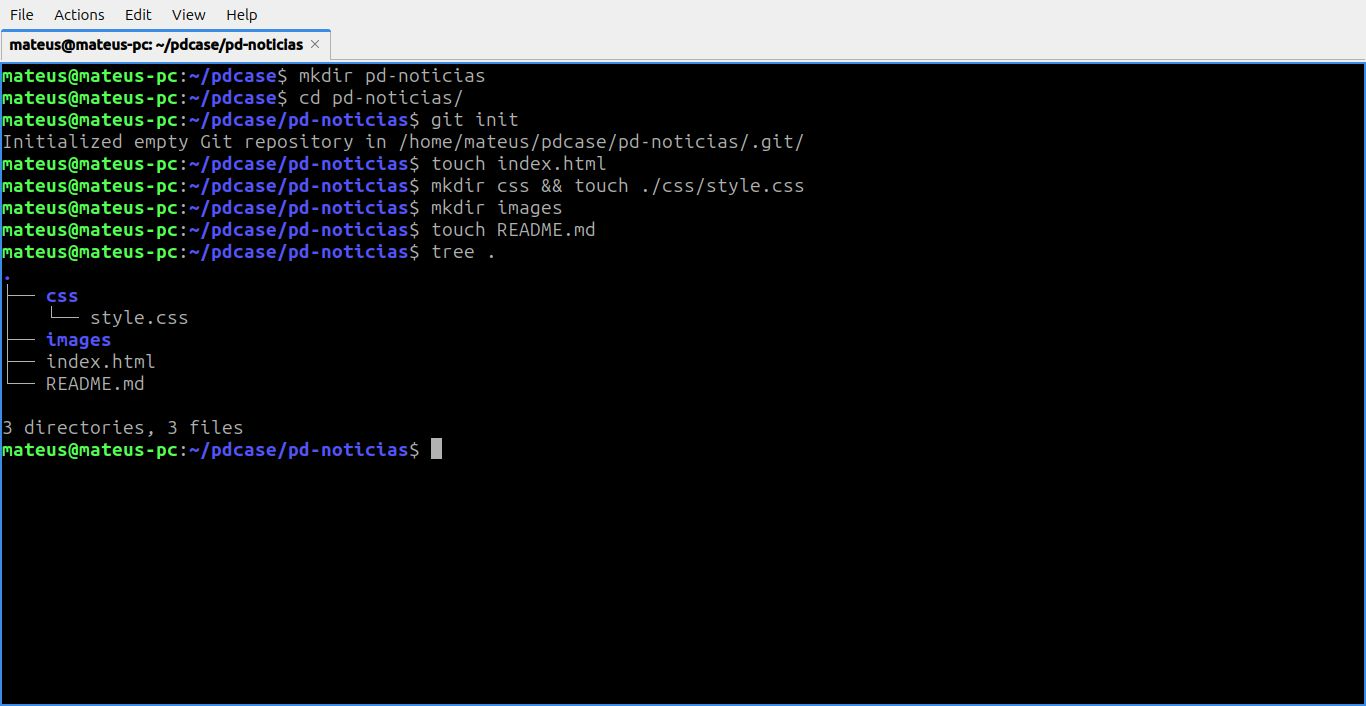 File Actions Edit View Help
mateus@mateus-pc: ~/pdcase/pd-noticias ×
mateus@mateus-pc:~/pdcase$ mkdir pd-noticias
mateus@mateus-pc:~/pdcase$ cd pd-noticias/
mateus@mateus-pc:~/pdcase/pd-noticias$ git init
Initialized empty Git repository in /home/mateus/pdcase/pd-noticias/.git/
mateus@mateus-pc:~/pdcase/pd-noticias$ touch index.html
mateus@mateus-pc:~/pdcase/pd-noticias$ mkdir css && touch ./css/style.css
mateus@mateus-pc:~/pdcase/pd-noticias$ mkdir images
mateus@mateus-pc:~/pdcase/pd-noticias$ touch README.md
mateus@mateus-pc:~/pdcase/pd-noticias$ tree .
.
├── css
│   └── style.css
├── images
├── index.html
└── README.md
3 directories, 3 files
mateus@mateus-pc:~/pdcase/pd-noticias$